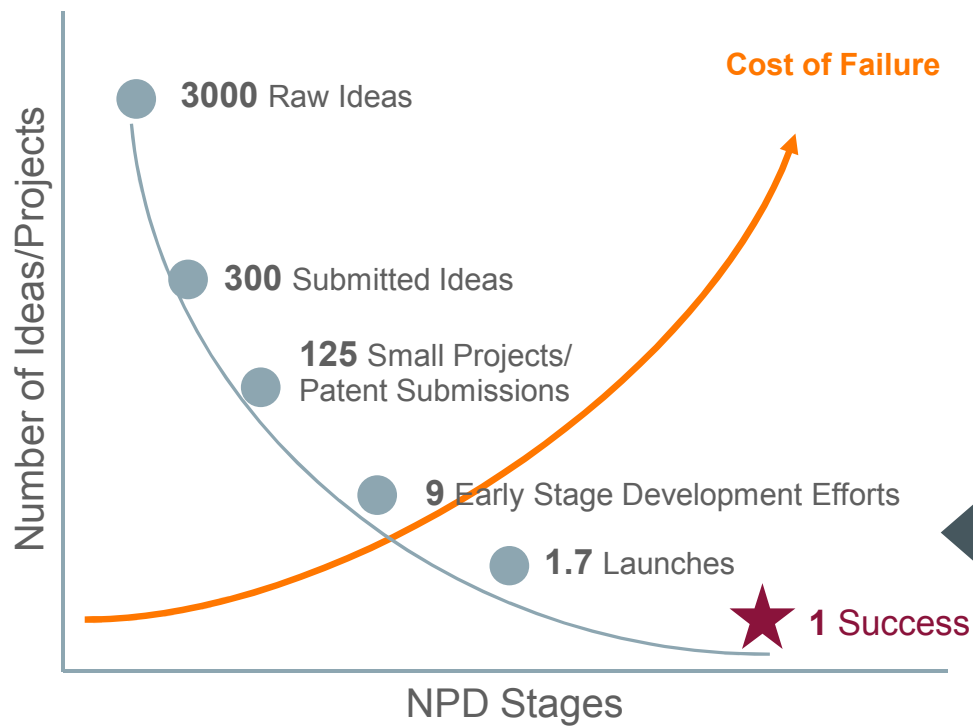 Cost of Failure
3000 Raw Ideas
300 Submitted Ideas
125 Small Projects/
Patent Submissions
9 Early Stage Development Efforts
1.7 Launches
1 Success
Number of Ideas/Projects
NPD Stages